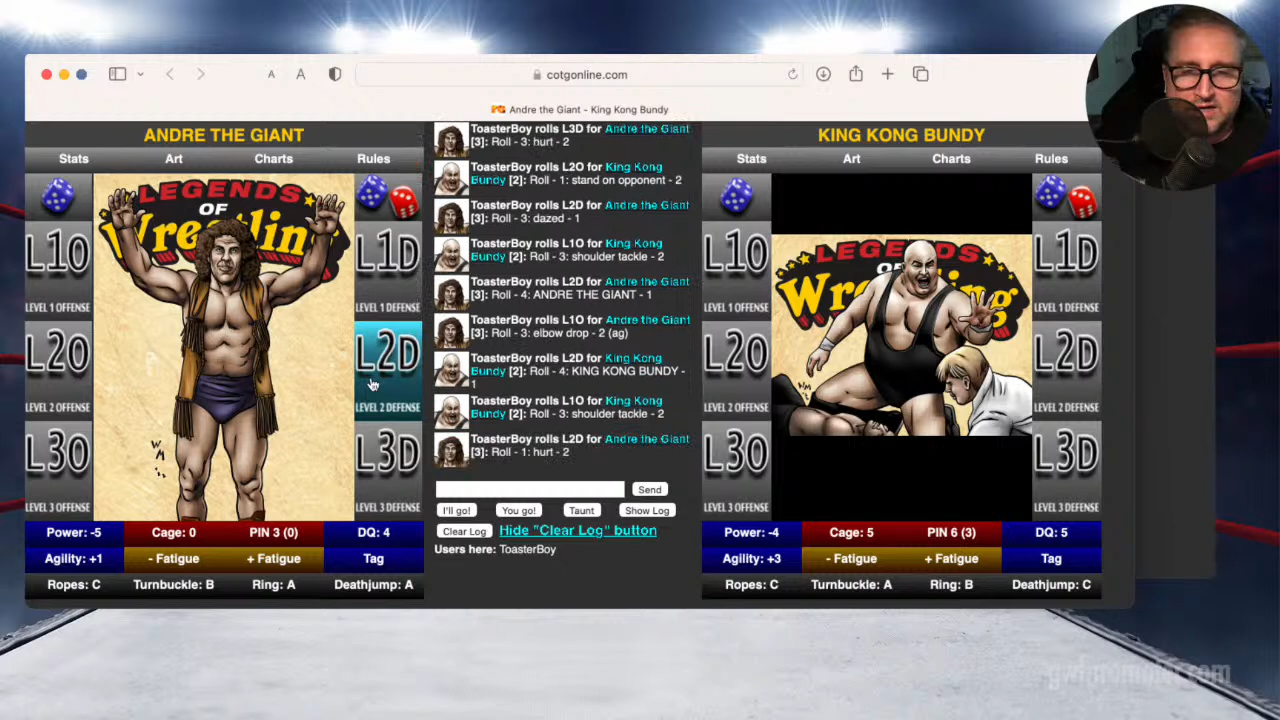 cotgonline.com
Andre the Giant - King Kong Bundy
ANDRE THE GIANT
Stats Art Charts Rules
LEGENDS
OF
Wrestling
L1O
LEVEL 1 OFFENSE
L2O
LEVEL 2 OFFENSE
L3O
LEVEL 3 OFFENSE
L1D
LEVEL 1 DEFENSE
L2D
LEVEL 2 DEFENSE
L3D
LEVEL 3 DEFENSE
Power: -5 Cage: 0 PIN 3 (0) DQ: 4
Agility: +1 - Fatigue + Fatigue Tag
Ropes: C Turnbuckle: B Ring: A Deathjump: A
ToasterBoy rolls L3D for Andre the Giant
[3]: Roll - 3: hurt - 2
ToasterBoy rolls L2O for King Kong
Bundy [2]: Roll - 1: stand on opponent - 2
ToasterBoy rolls L2D for Andre the Giant
[3]: Roll - 3: dazed - 1
ToasterBoy rolls L1O for King Kong
Bundy [2]: Roll - 3: shoulder tackle - 2
ToasterBoy rolls L2D for Andre the Giant
[3]: Roll - 4: ANDRE THE GIANT - 1
ToasterBoy rolls L1O for Andre the Giant
[3]: Roll - 3: elbow drop - 2 (ag)
ToasterBoy rolls L2D for King Kong
Bundy [2]: Roll - 4: KING KONG BUNDY -
1
ToasterBoy rolls L1O for King Kong
Bundy [2]: Roll - 3: shoulder tackle - 2
ToasterBoy rolls L2D for Andre the Giant
[3]: Roll - 1: hurt - 2
Send
I'll go! You go! Taunt Show Log
Clear Log Hide "Clear Log" button
Users here: ToasterBoy
KING KONG BUNDY
Stats Art Charts Rules
LEGENDS
Wrestling
L1O
LEVEL 1 OFFENSE
L2O
LEVEL 2 OFFENSE
L3O
LEVEL 3 OFFENSE
L1D
LEVEL 1 DEFENSE
L2D
LEVEL 2 DEFENSE
L3D
LEVEL 3 DEFENSE
Power: -4 Cage: 5 PIN 6 (3) DQ: 5
Agility: +3 - Fatigue + Fatigue Tag
Ropes: C Turnbuckle: A Ring: B Deathjump: C